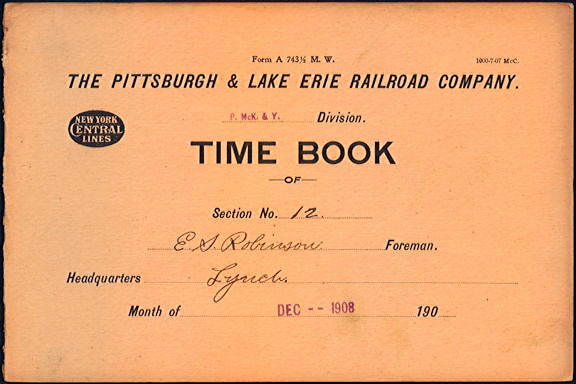 Form A 743½ M. W.
1000-7-07 McC.
THE PITTSBURGH & LAKE ERIE RAILROAD COMPANY.
NEW YORK
CENTRAL
LINES
P. McK. & Y. Division.
TIME BOOK
OF
Section No. 12.
E. S. Robinson Foreman.
Headquarters Lynch.
Month of DEC -- 1908 190